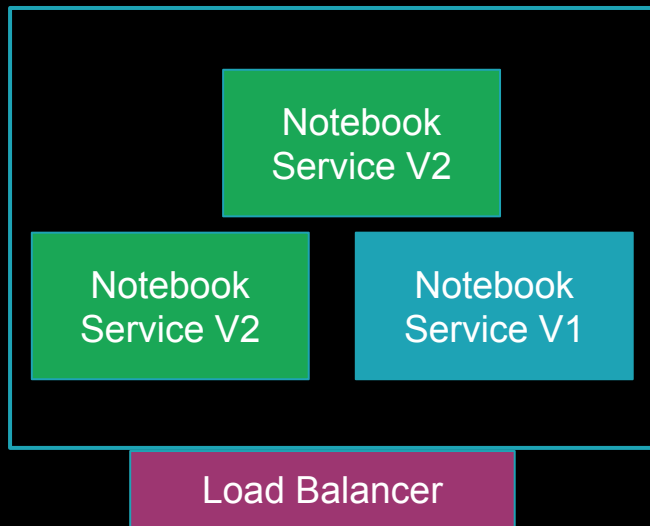 Notebook
Service V2
Notebook
Service V2
Notebook
Service V1
Load Balancer